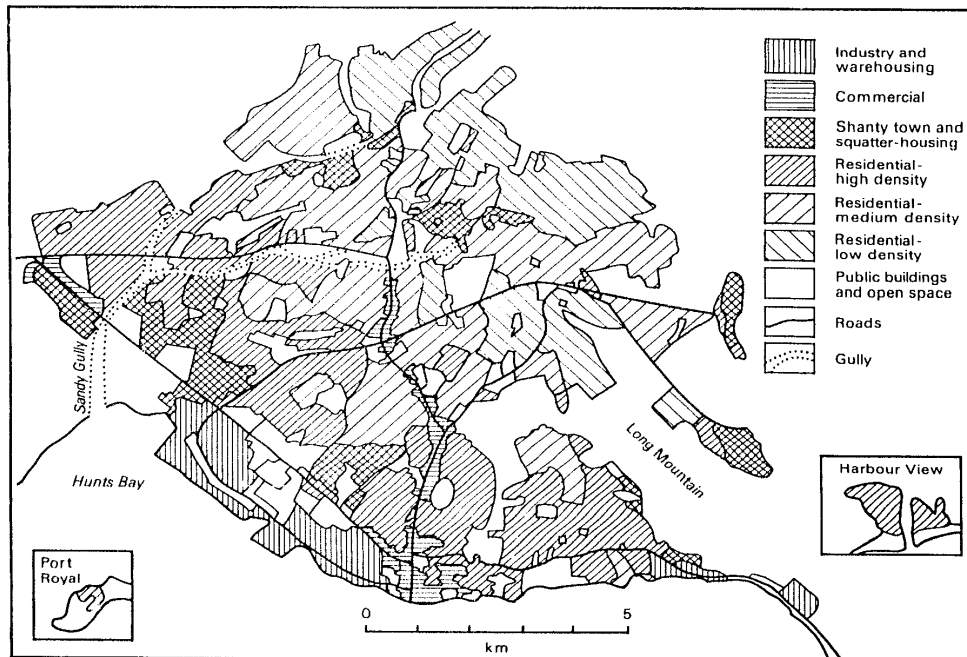 Industry and
warehousing
Commercial
Shanty town and
squatter-housing
Residential-
high density
Residential-
medium density
Residential-
low density
Public buildings
and open space
Roads
Gully
Sandy Gully
Hunts Bay
Long Mountain
Harbour View
Port
Royal
0 5
km